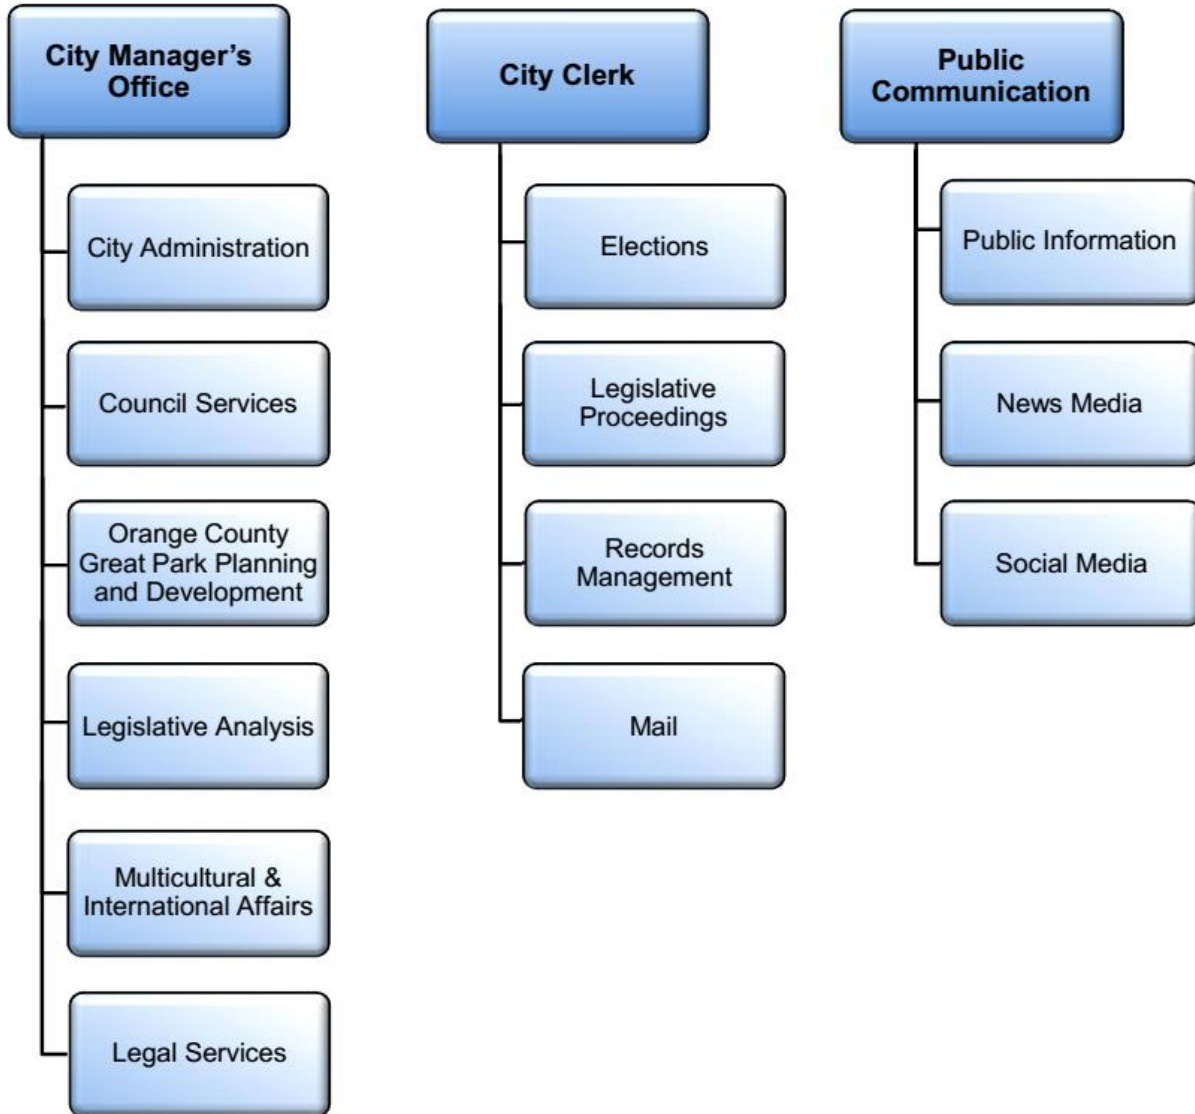 City Manager's
Office
City Administration
Council Services
Orange County
Great Park Planning
and Development
Legislative Analysis
Multicultural &
International Affairs
Legal Services
City Clerk
Elections
Legislative
Proceedings
Records
Management
Mail
Public
Communication
Public Information
News Media
Social Media